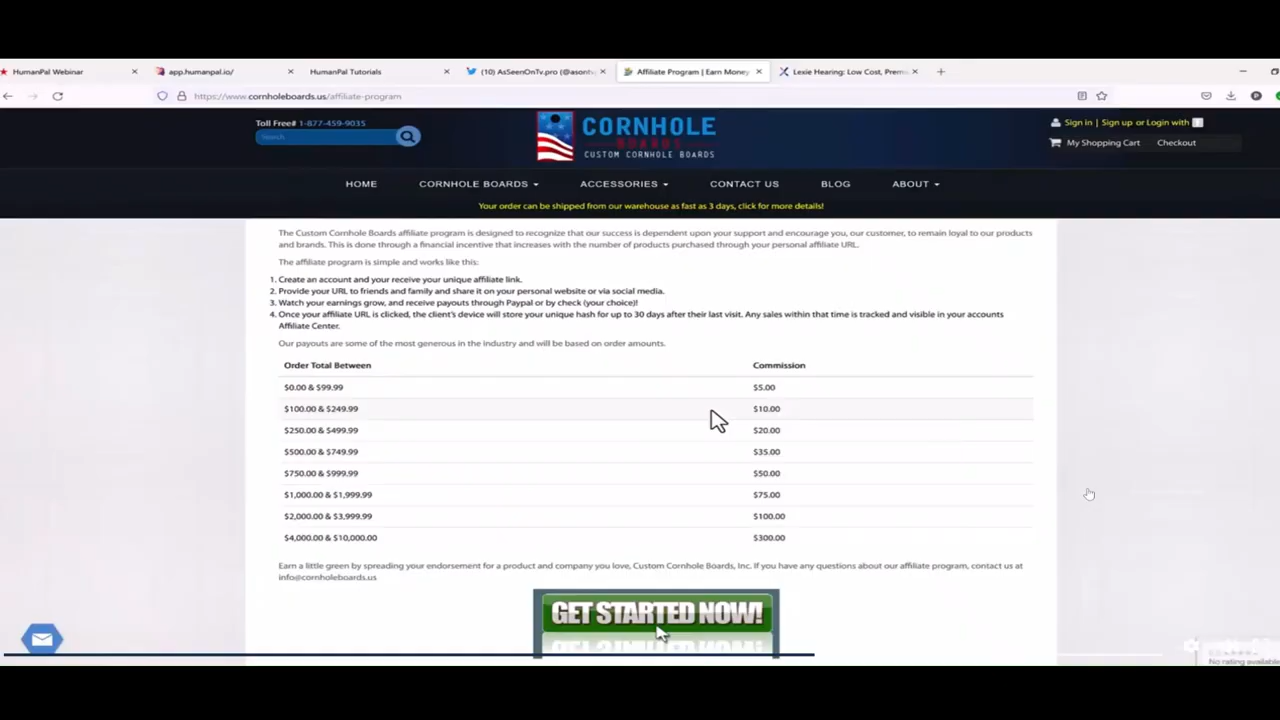 HumanPal Webinar
app.humanpal.io/
HumanPal Tutorials
(10) AsSeenOnTv.pro (@asontv
Affiliate Program | Earn Money
Lexie Hearing: Low Cost, Prem
https://www.cornholeboards.us/affiliate-program
Toll Free# 1-877-459-9035
Search
CORNHOLE
BOARDS
CUSTOM CORNHOLE BOARDS
Sign in | Sign up or Login with
My Shopping Cart Checkout
HOME CORNHOLE BOARDS ACCESSORIES CONTACT US BLOG ABOUT
Your order can be shipped from our warehouse as fast as 3 days, click for more details!
The Custom Cornhole Boards affiliate program is designed to recognize that our success is dependent upon your support and encourage you, our customer, to remain loyal to our products
and brands. This is done through a financial incentive that increases with the number of products purchased through your personal affiliate URL.
The affiliate program is simple and works like this:
1. Create an account and your receive your unique affiliate link.
2. Provide your URL to friends and family and share it on your personal website or via social media.
3. Watch your earnings grow, and receive payouts through Paypal or by check (your choice)!
4. Once your affiliate URL is clicked, the client's device will store your unique hash for up to 30 days after their last visit. Any sales within that time is tracked and visible in your accounts
Affiliate Center.
Our payouts are some of the most generous in the industry and will be based on order amounts.
Order Total Between Commission
$0.00 & $99.99 $5.00
$100.00 & $249.99 $10.00
$250.00 & $499.99 $20.00
$500.00 & $749.99 $35.00
$750.00 & $999.99 $50.00
$1,000.00 & $1,999.99 $75.00
$2,000.00 & $3,999.99 $100.00
$4,000.00 & $10,000.00 $300.00
Earn a little green by spreading your endorsement for a product and company you love, Custom Cornhole Boards, Inc. If you have any questions about our affiliate program, contact us at
info@cornholeboards.us
GET STARTED NOW!
No rating available